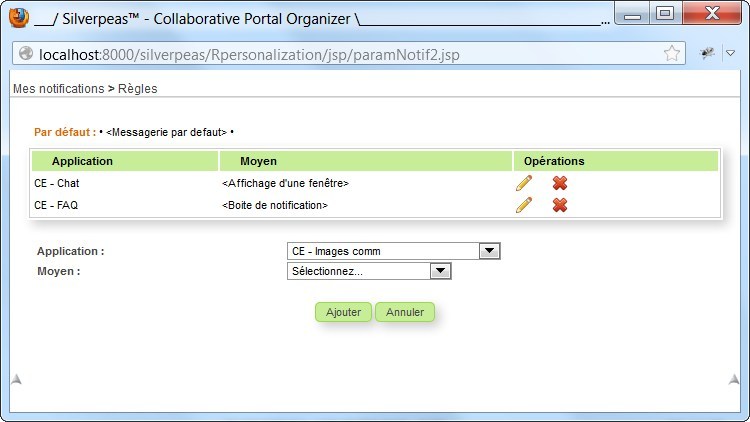 ___/ Silverpeas™ - Collaborative Portal Organizer \______________________________...
localhost:8000/silverpeas/Rpersonalization/jsp/paramNotif2.jsp
Mes notifications > Règles
Par défaut : • <Messagerie par defaut> •
Application Moyen Opérations
CE - Chat <Affichage d'une fenêtre>
CE - FAQ <Boite de notification>
Application : CE - Images comm
Moyen : Sélectionnez...
Ajouter Annuler